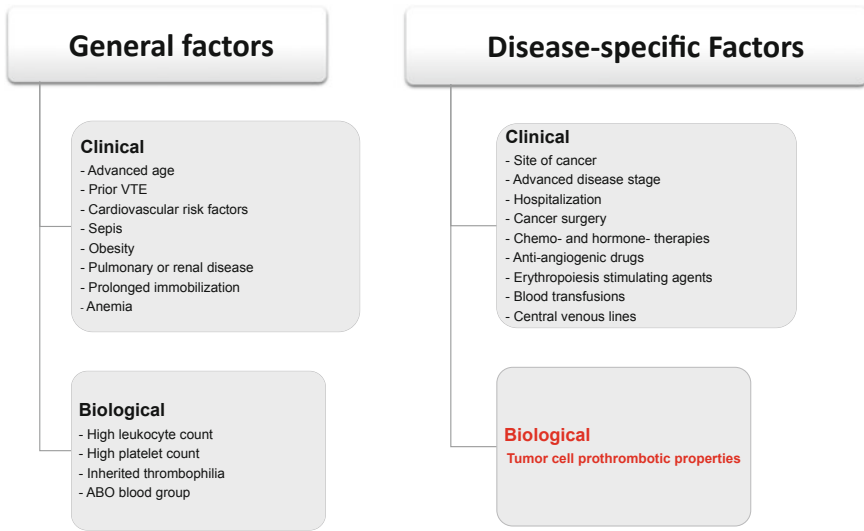 General factors
Clinical
- Advanced age
- Prior VTE
- Cardiovascular risk factors
- Sepis
- Obesity
- Pulmonary or renal disease
- Prolonged immobilization
- Anemia
Biological
- High leukocyte count
- High platelet count
- Inherited thrombophilia
- ABO blood group
Disease-specific Factors
Clinical
- Site of cancer
- Advanced disease stage
- Hospitalization
- Cancer surgery
- Chemo- and hormone- therapies
- Anti-angiogenic drugs
- Erythropoiesis stimulating agents
- Blood transfusions
- Central venous lines
Biological
Tumor cell prothrombotic properties